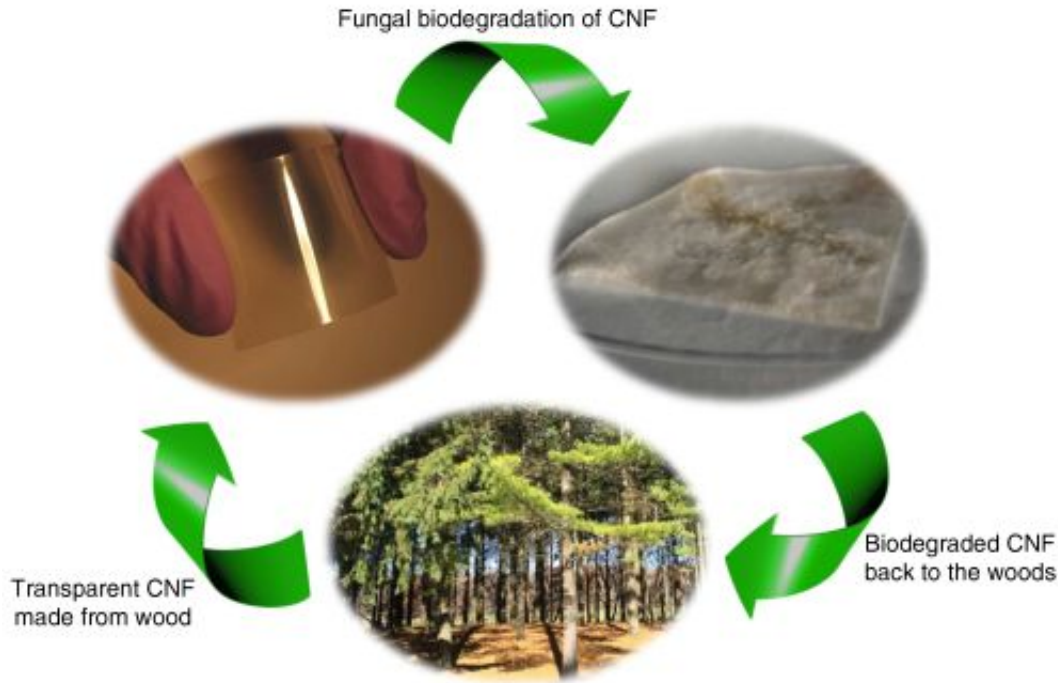 Fungal biodegradation of CNF
Biodegraded CNF
back to the woods
Transparent CNF
made from wood